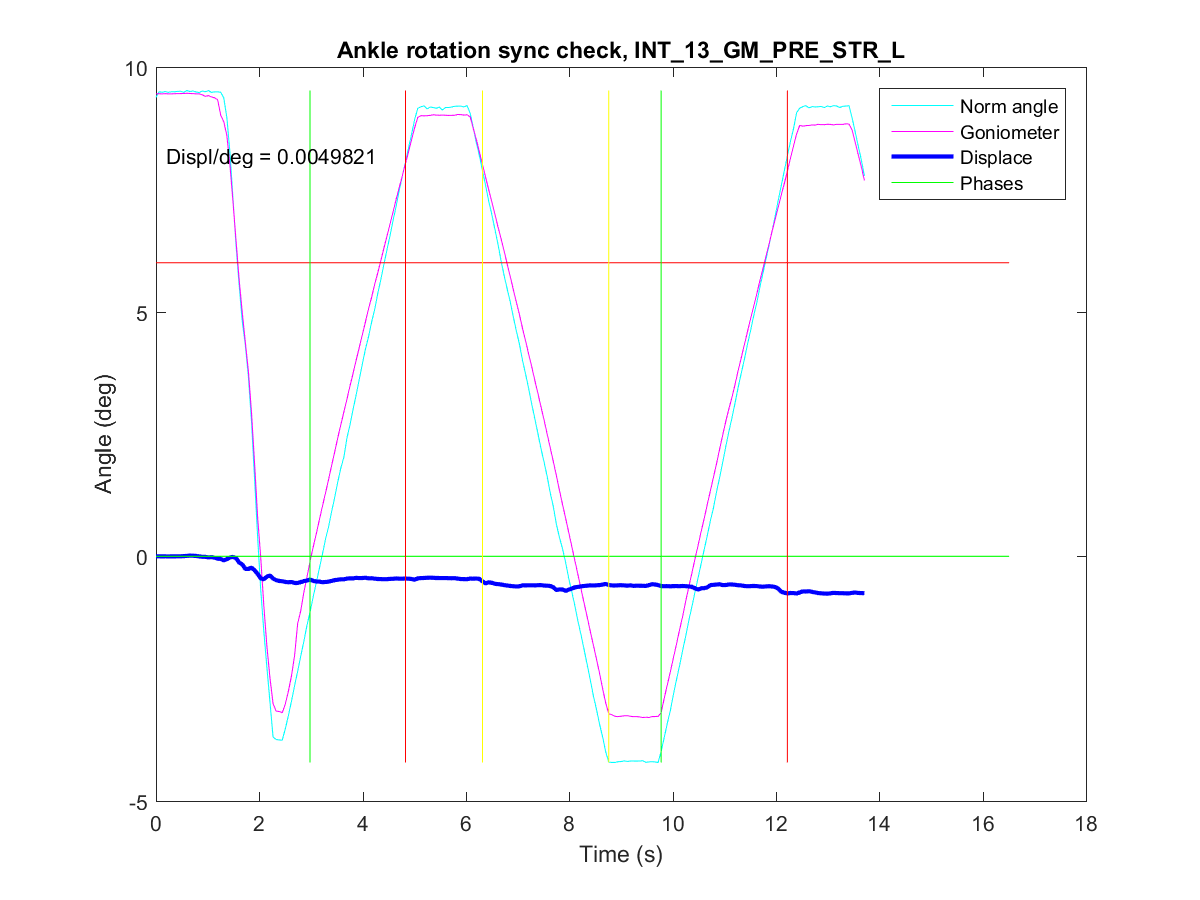 Ankle rotation sync check, INT_13_GM_PRE_STR_L
10
5
0
-5
Angle (deg)
Displ/deg = 0.0049821
Norm angle
Goniometer
Displace
Phases
0 2 4 6 8 10 12 14 16 18
Time (s)